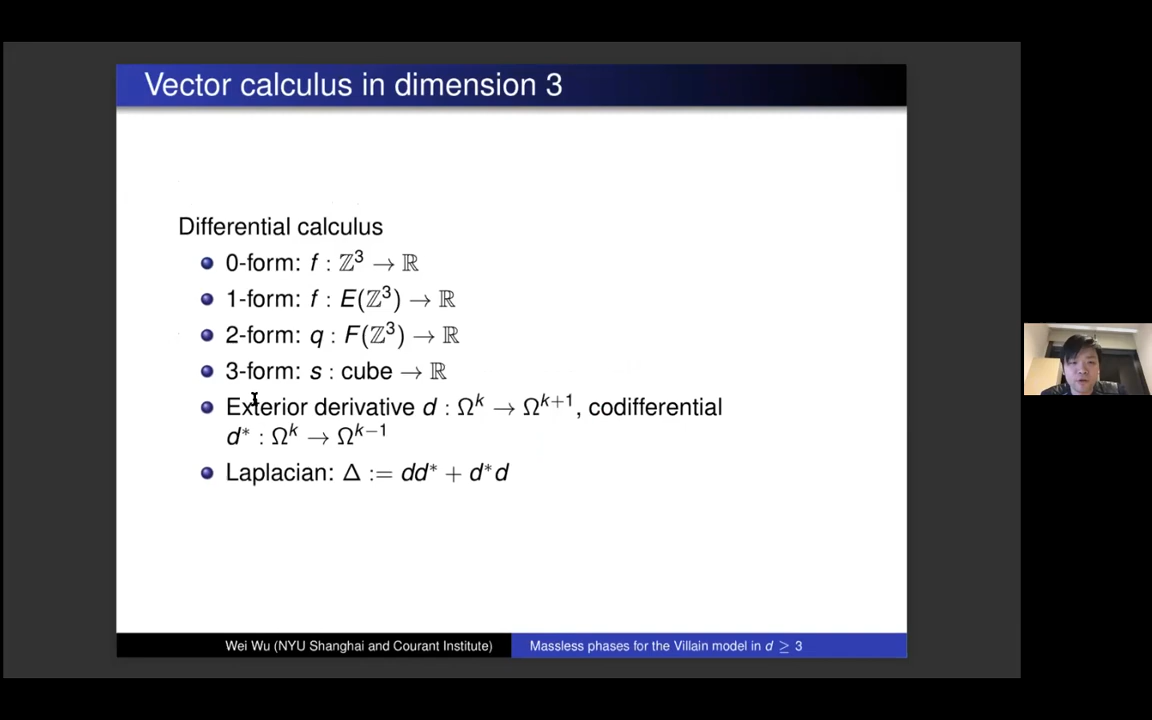 Vector calculus in dimension 3
Differential calculus
0-form: f : ℤ³ → ℝ
1-form: f : E(ℤ³) → ℝ
2-form: q : F(ℤ³) → ℝ
3-form: s : cube → ℝ
Exterior derivative d : Ωᵏ → Ωᵏ⁺¹, codifferential
d* : Ωᵏ → Ωᵏ⁻¹
Laplacian: Δ := dd* + d*d
Wei Wu (NYU Shanghai and Courant Institute)
Massless phases for the Villain model in d ≥ 3